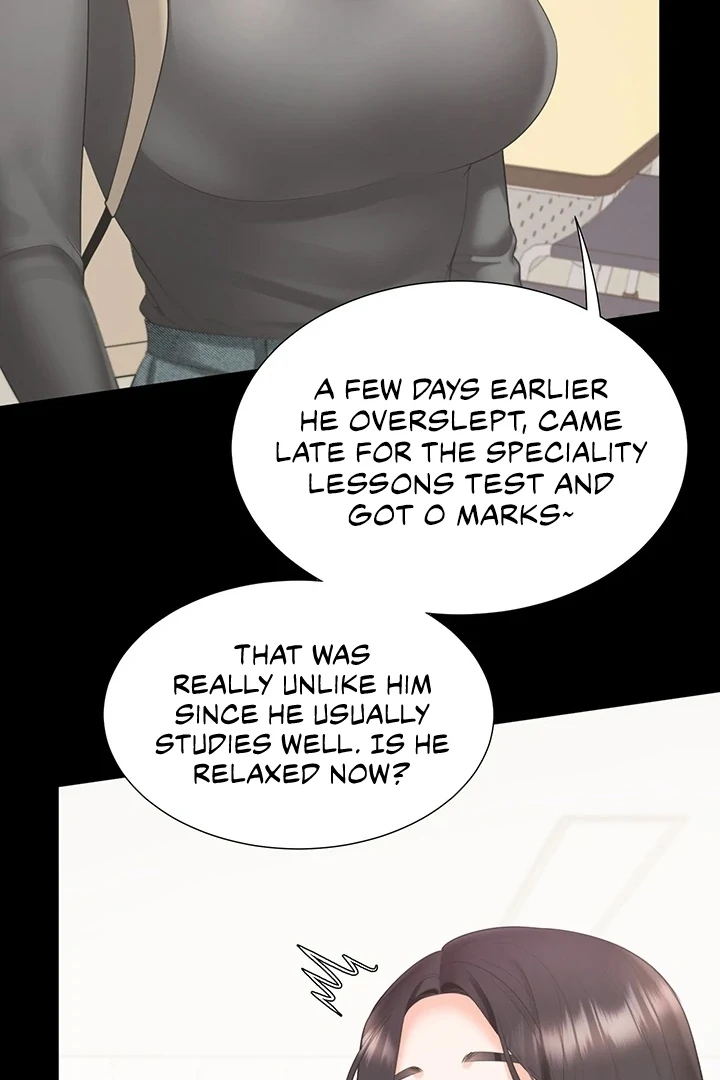 A FEW DAYS EARLIER
HE OVERSLEPT, CAME
LATE FOR THE SPECIALITY
LESSONS TEST AND
GOT 0 MARKS~
THAT WAS
REALLY UNLIKE HIM
SINCE HE USUALLY
STUDIES WELL. IS HE
RELAXED NOW?